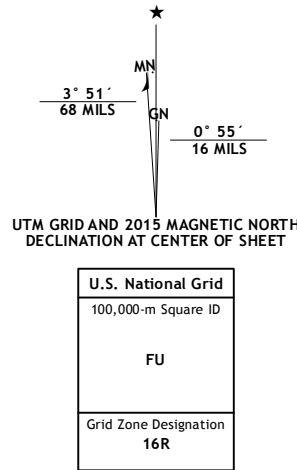 MN
3° 51´
68 MILS
GN
0° 55´
16 MILS
UTM GRID AND 2015 MAGNETIC NORTH
DECLINATION AT CENTER OF SHEET
U.S. National Grid
100,000-m Square ID
FU
Grid Zone Designation
16R